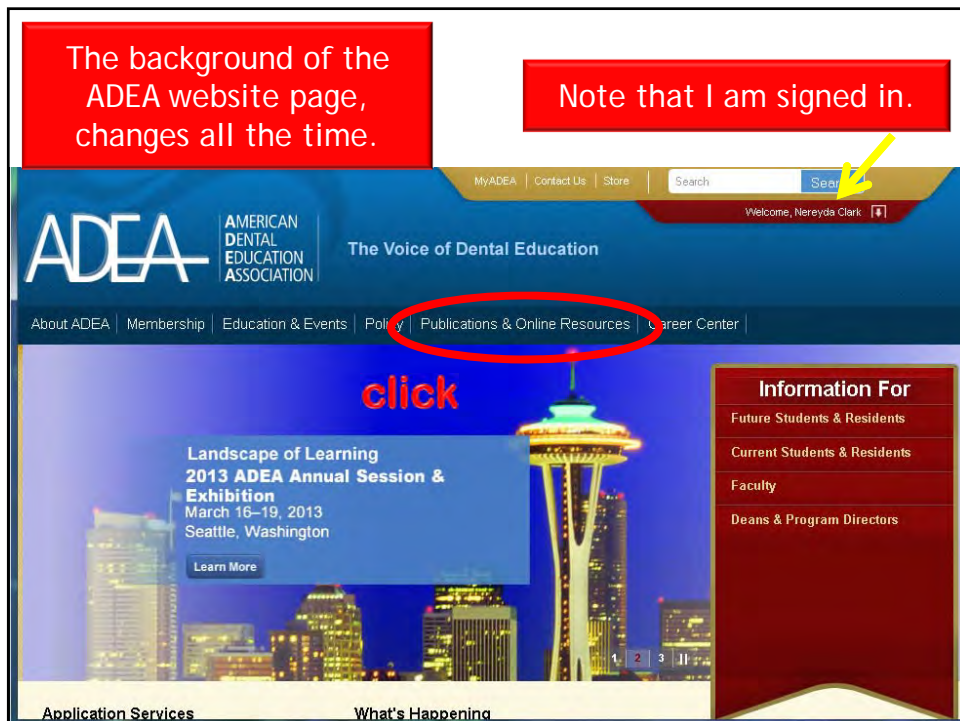 The background of the
ADEA website page,
changes all the time.
Note that I am signed in.
MyADEA | Contact Us | Store
Search
Sear
Welcome, Nereyda Clark
ADEA
AMERICAN
DENTAL
EDUCATION
ASSOCIATION
The Voice of Dental Education
About ADEA | Membership | Education & Events | Policy | Publications & Online Resources | Career Center |
click
Landscape of Learning
2013 ADEA Annual Session &
Exhibition
March 16–19, 2013
Seattle, Washington
Learn More
1 2 3
Information For
Future Students & Residents
Current Students & Residents
Faculty
Deans & Program Directors
Application Services
What's Happening